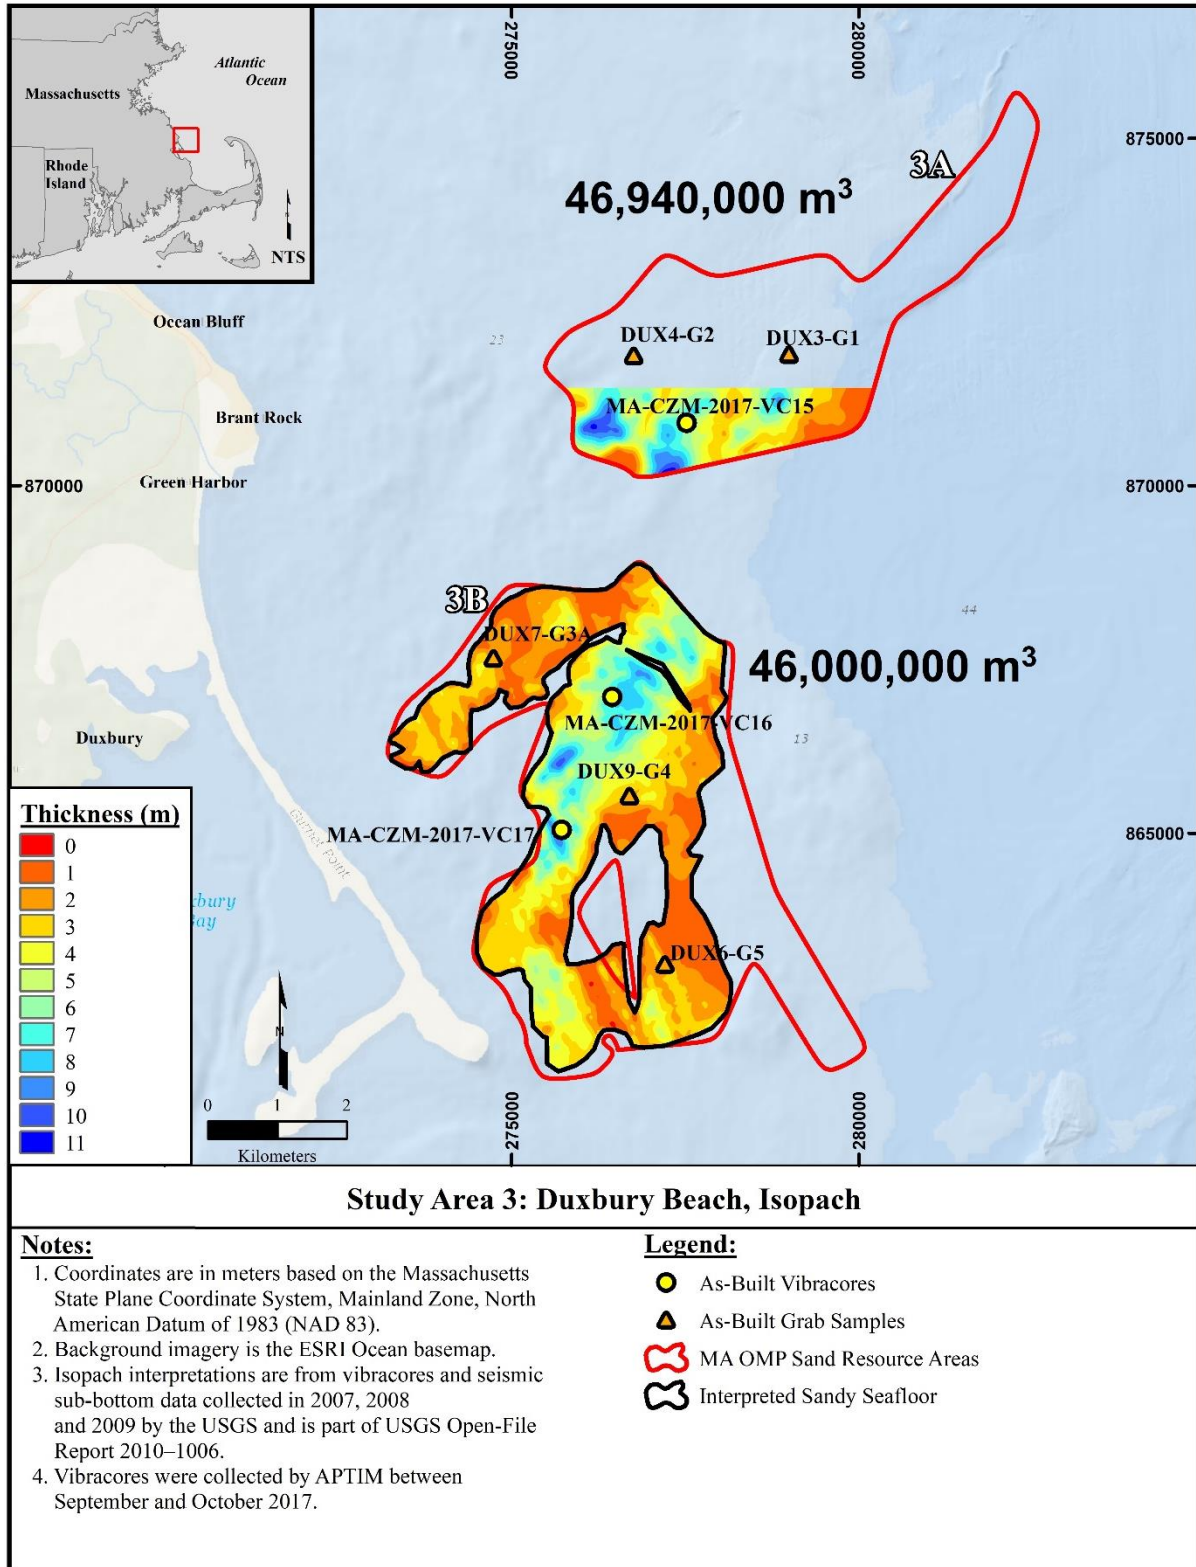 Atlantic
Ocean
Massachusetts
Rhode
Island
NTS
275000
280000
875000
3A
46,940,000 m³
Ocean Bluff
23
DUX4-G2
DUX3-G1
MA-CZM-2017-VC15
Brant Rock
Green Harbor
870000
870000
3B
44
DUX7-G3A
46,000,000 m³
MA-CZM-2017-VC16
13
Duxbury
DUX9-G4
Thickness (m)
0
1
2
3
4
5
6
7
8
9
10
11
MA-CZM-2017-VC17
865000
Gurnet Point
xbury
Bay
DUX6-G5
N
0 1 2
Kilometers
275000
280000
Study Area 3: Duxbury Beach, Isopach
Notes:
1. Coordinates are in meters based on the Massachusetts
State Plane Coordinate System, Mainland Zone, North
American Datum of 1983 (NAD 83).
2. Background imagery is the ESRI Ocean basemap.
3. Isopach interpretations are from vibracores and seismic
sub-bottom data collected in 2007, 2008
and 2009 by the USGS and is part of USGS Open-File
Report 2010–1006.
4. Vibracores were collected by APTIM between
September and October 2017.
Legend:
As-Built Vibracores
As-Built Grab Samples
MA OMP Sand Resource Areas
Interpreted Sandy Seafloor